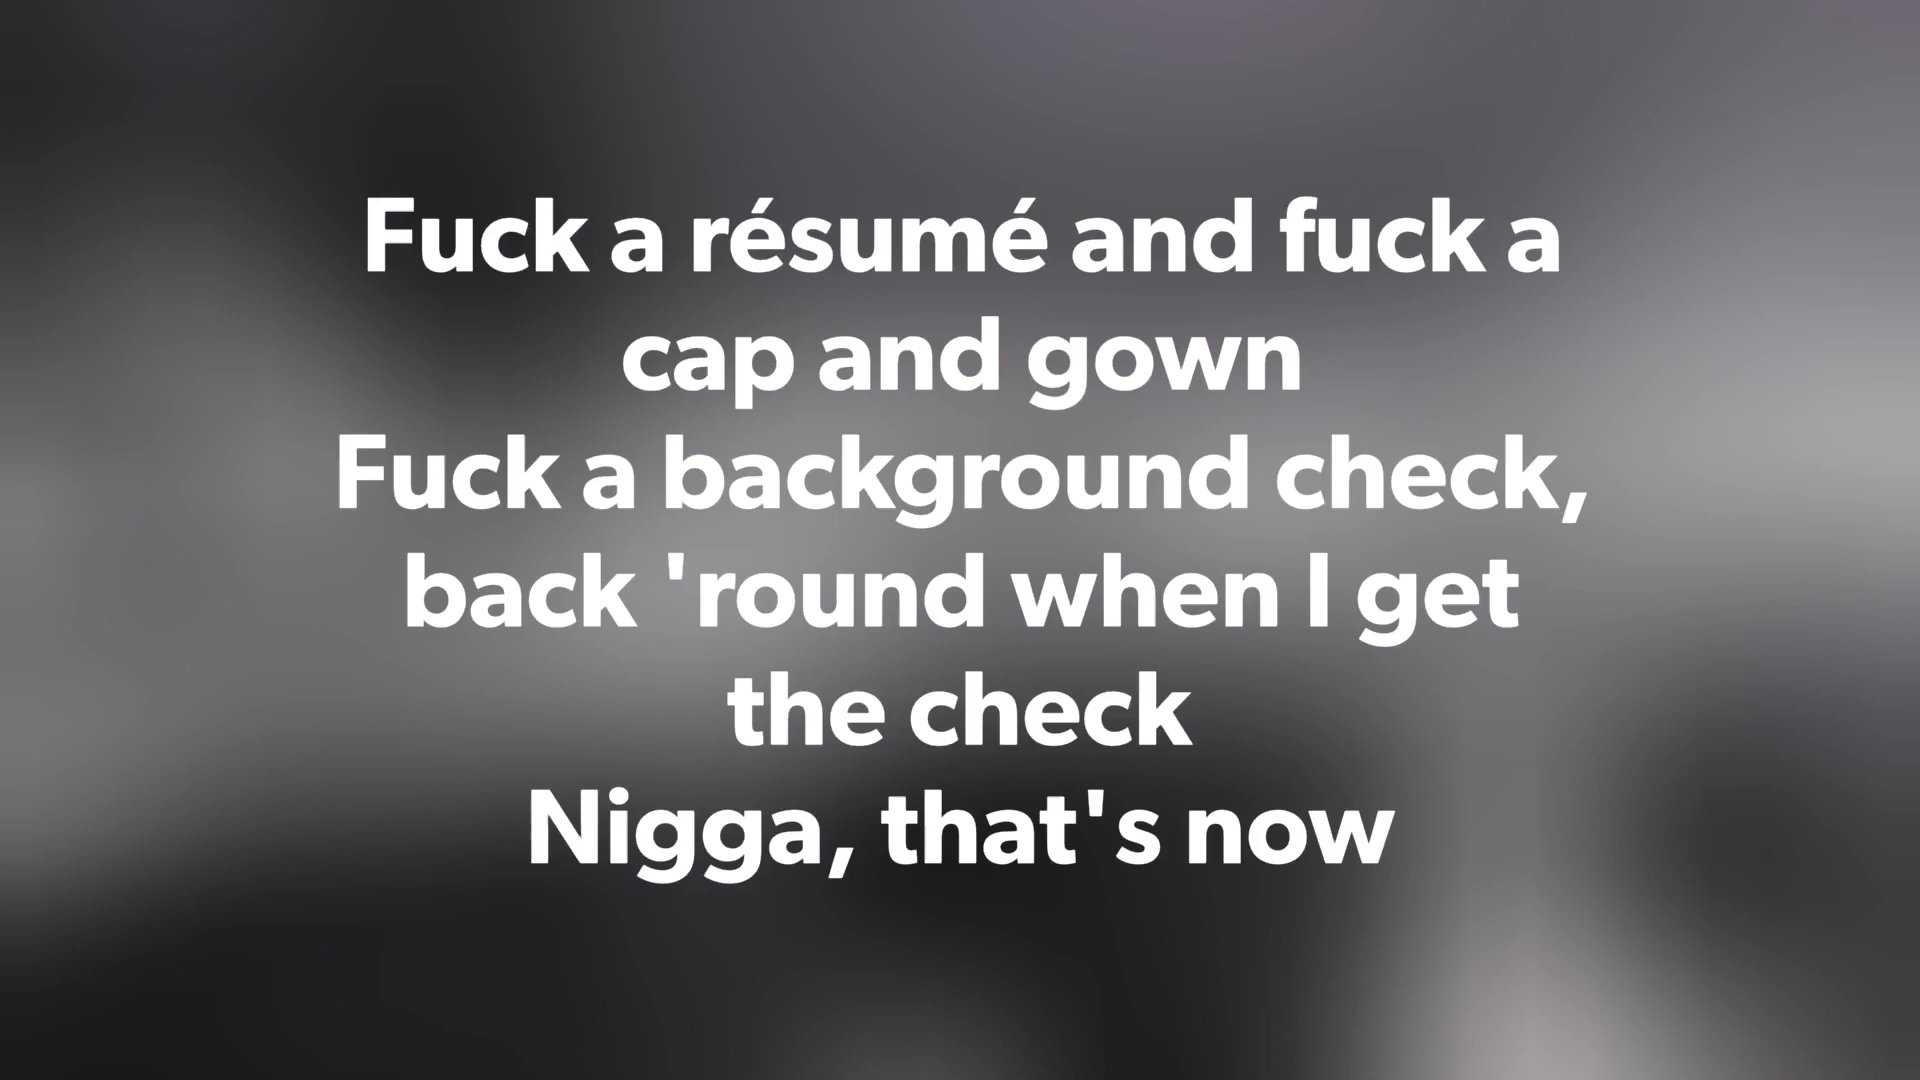 Fuck a résumé and fuck a
cap and gown
Fuck a background check,
back 'round when I get
the check
Nigga, that's now